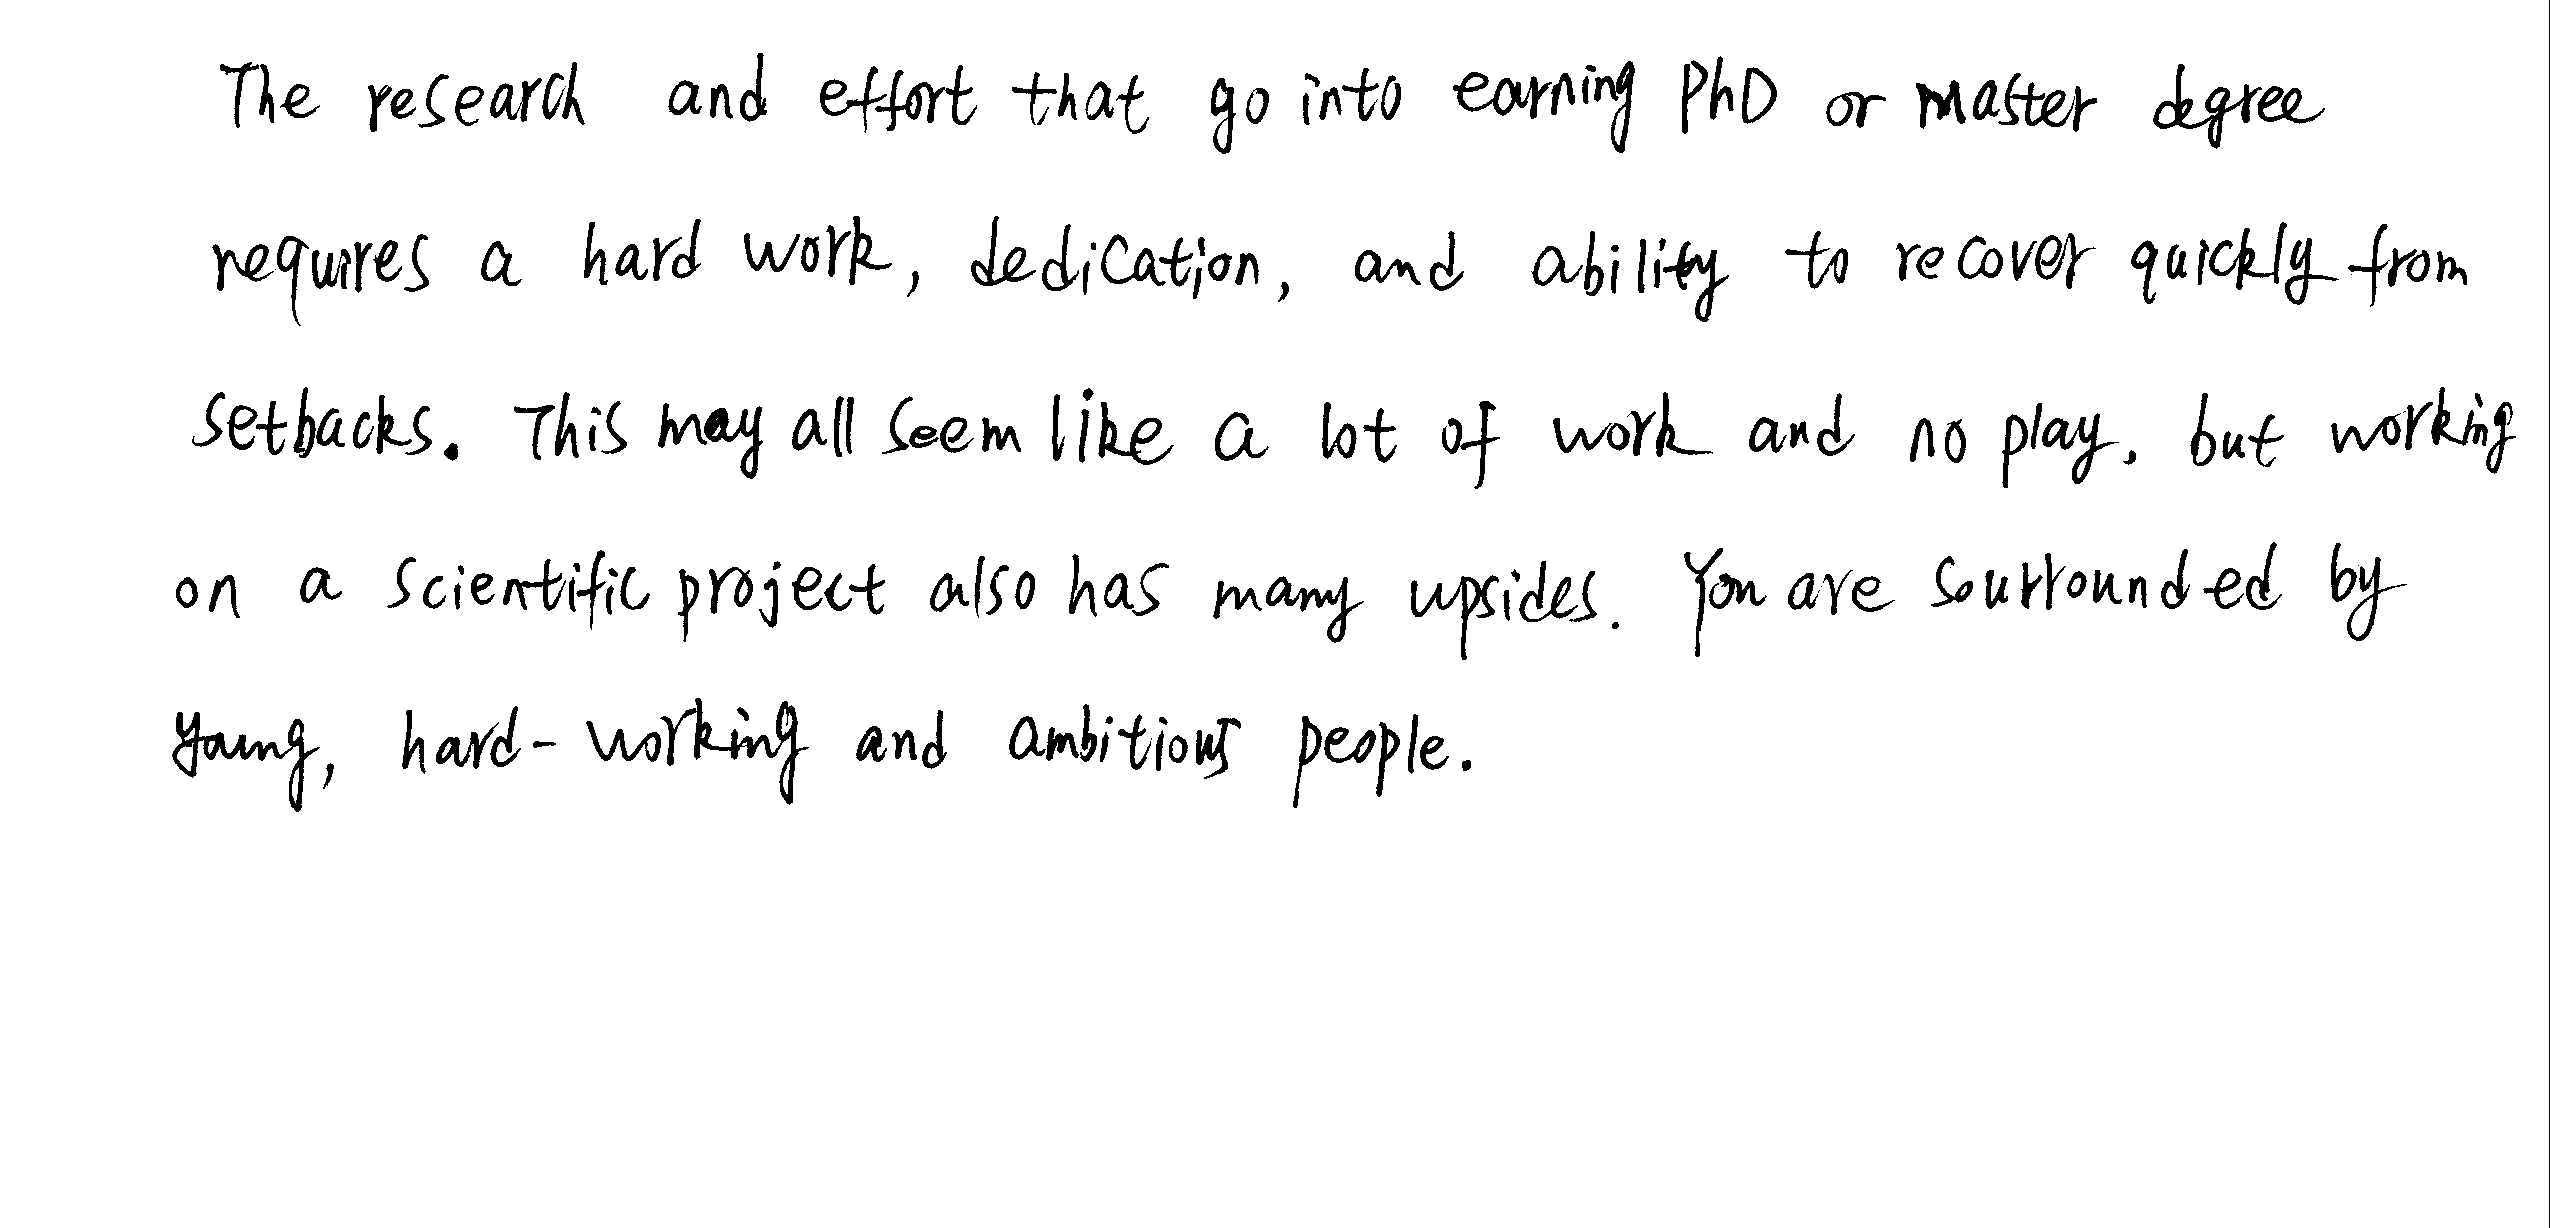 The research and effort that go into earning PhD or master degree
requires a hard work, dedication, and ability to recover quickly from
setbacks. This may all seem like a lot of work and no play, but working
on a scientific project also has many upsides. You are sourrounded by
young, hard-working and ambitious people.